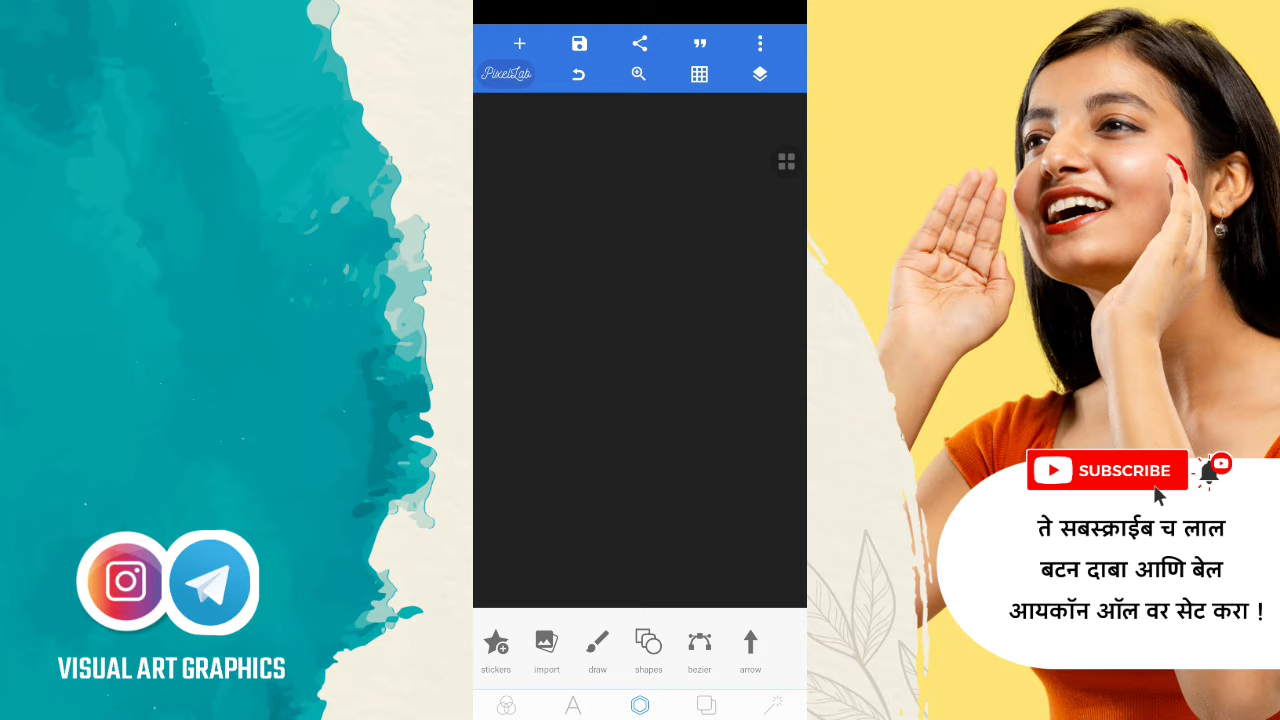 PixelLab
stickers
import
draw
shapes
bezier
arrow
VISUAL ART GRAPHICS
SUBSCRIBE
ते सबस्क्राईब च लाल
बटन दाबा आणि बेल
आयकॉन ऑल वर सेट करा !